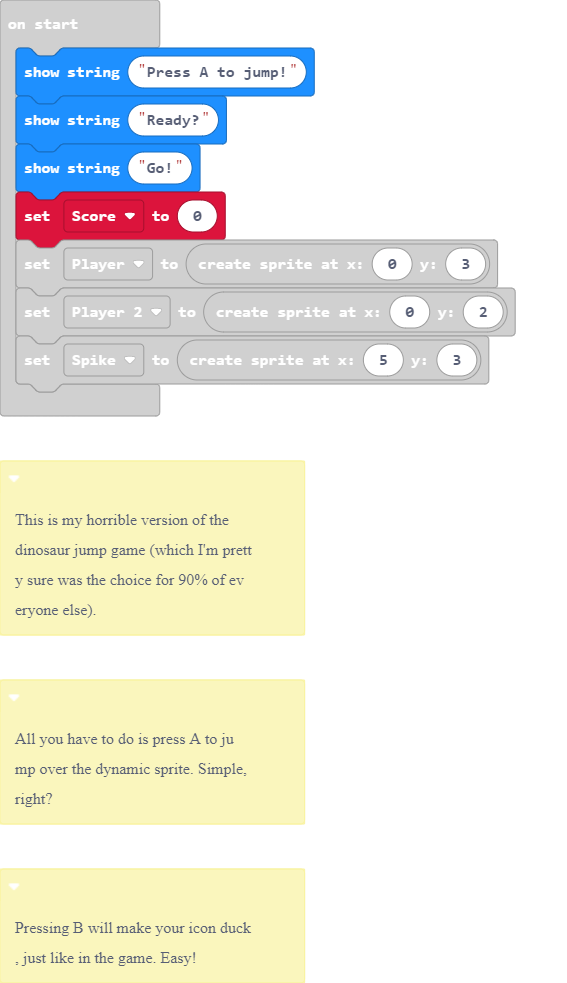 on start
show string "Press A to jump!"
show string "Ready?"
show string "Go!"
set Score to 0
set Player to create sprite at x: 0 y: 3
set Player 2 to create sprite at x: 0 y: 2
set Spike to create sprite at x: 5 y: 3
This is my horrible version of the
dinosaur jump game (which I'm prett
y sure was the choice for 90% of ev
eryone else).
All you have to do is press A to ju
mp over the dynamic sprite. Simple,
right?
Pressing B will make your icon duck
, just like in the game. Easy!